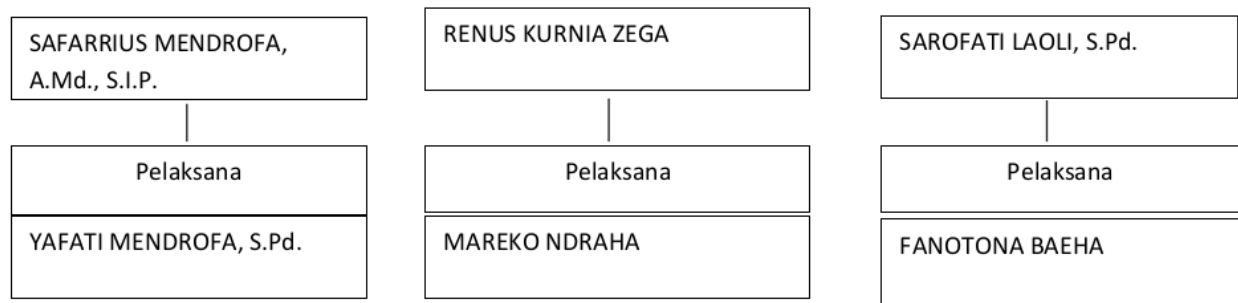 SAFARRIUS MENDROFA,
A.Md., S.I.P.
RENUS KURNIA ZEGA
SAROFATI LAOLI, S.Pd.
Pelaksana
Pelaksana
Pelaksana
YAFATI MENDROFA, S.Pd.
MAREKO NDRAHA
FANOTONA BAEHA